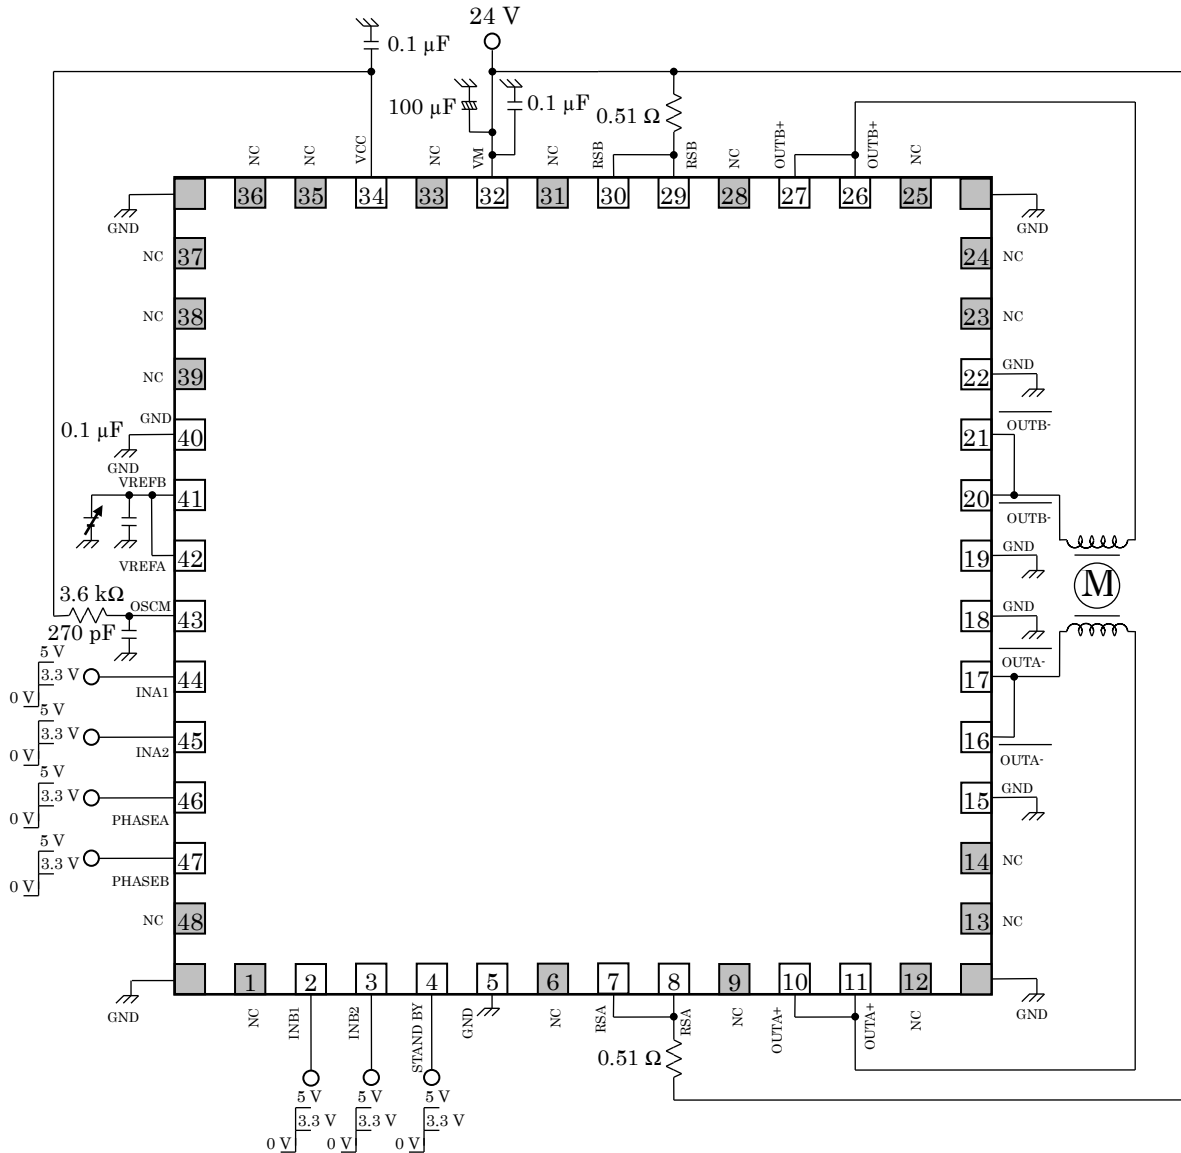 24 V
0.1 µF
100 µF
0.1 µF
0.51 Ω
NC
NC
VCC
NC
VM
NC
RSB
RSB
NC
OUTB+
OUTB+
NC
36
35
34
33
32
31
30
29
28
27
26
25
GND
GND
NC
37
24
NC
NC
38
23
NC
NC
39
22
GND
GND
0.1 µF
40
21
OUTB-
GND
VREFB
41
20
OUTB-
VREFA
42
19
GND
3.6 kΩ
OSCM
270 pF
43
18
GND
5 V
3.3 V
0 V
INA1
44
17
OUTA-
5 V
3.3 V
0 V
INA2
45
16
OUTA-
5 V
3.3 V
0 V
PHASEA
46
15
GND
5 V
3.3 V
0 V
PHASEB
47
14
NC
NC
48
13
NC
M
GND
GND
1
2
3
4
5
6
7
8
9
10
11
12
NC
INB1
INB2
STAND BY
GND
NC
RSA
RSA
NC
OUTA+
OUTA+
NC
0.51 Ω
5 V
3.3 V
0 V
5 V
3.3 V
0 V
5 V
3.3 V
0 V